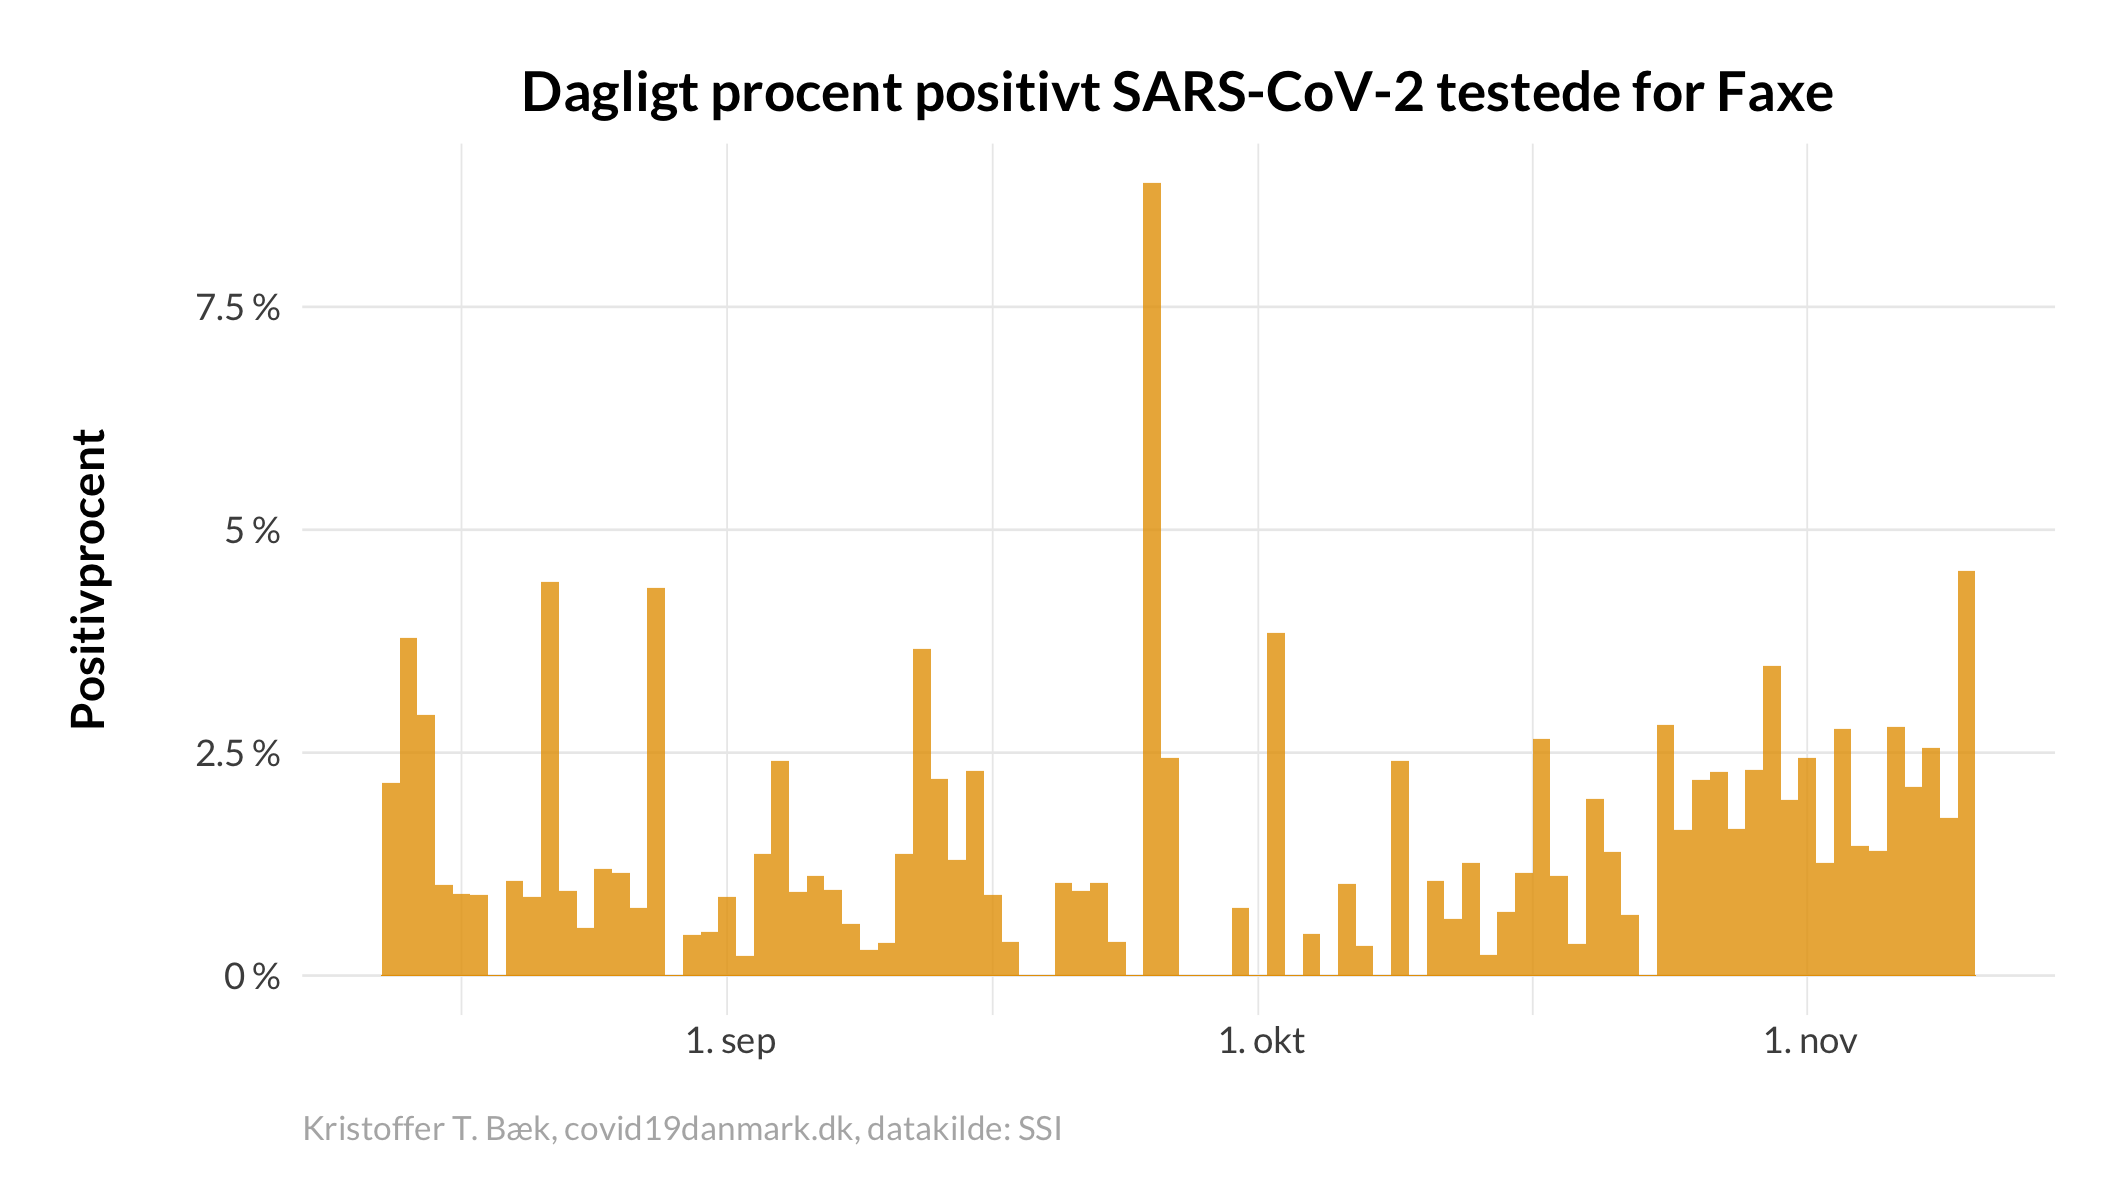 Dagligt procent positivt SARS-CoV-2 testede for Faxe
Positivprocent
7.5 %
5 %
2.5 %
0 %
1. sep
1. okt
1. nov
Kristoffer T. Bæk, covid19danmark.dk, datakilde: SSI